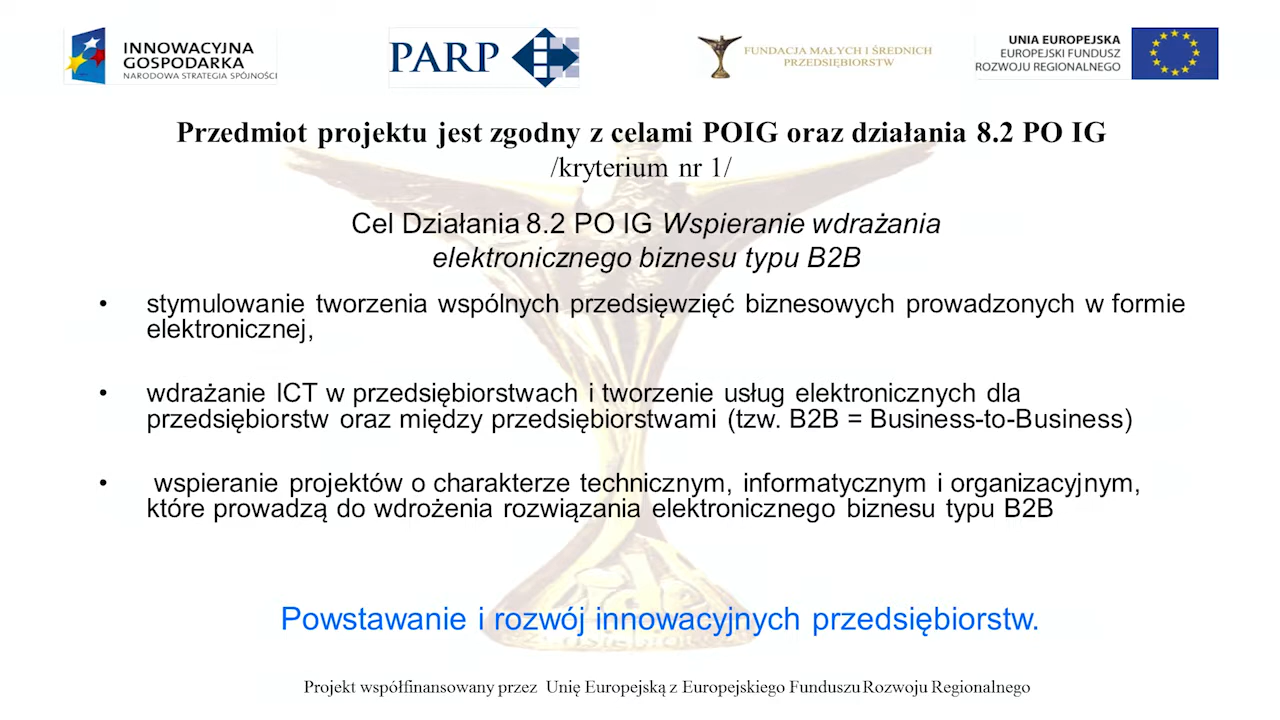 INNOWACYJNA
GOSPODARKA
NARODOWA STRATEGIA SPÓJNOŚCI
PARP
FUNDACJA MAŁYCH I ŚREDNICH
PRZEDSIĘBIORSTW
UNIA EUROPEJSKA
EUROPEJSKI FUNDUSZ
ROZWOJU REGIONALNEGO
Przedmiot projektu jest zgodny z celami POIG oraz działania 8.2 PO IG
/kryterium nr 1/
Cel Działania 8.2 PO IG Wspieranie wdrażania
elektronicznego biznesu typu B2B
• stymulowanie tworzenia wspólnych przedsięwzięć biznesowych prowadzonych w formie
elektronicznej,
• wdrażanie ICT w przedsiębiorstwach i tworzenie usług elektronicznych dla
przedsiębiorstw oraz między przedsiębiorstwami (tzw. B2B = Business-to-Business)
• wspieranie projektów o charakterze technicznym, informatycznym i organizacyjnym,
które prowadzą do wdrożenia rozwiązania elektronicznego biznesu typu B2B
Powstawanie i rozwój innowacyjnych przedsiębiorstw.
Projekt współfinansowany przez Unię Europejską z Europejskiego Funduszu Rozwoju Regionalnego